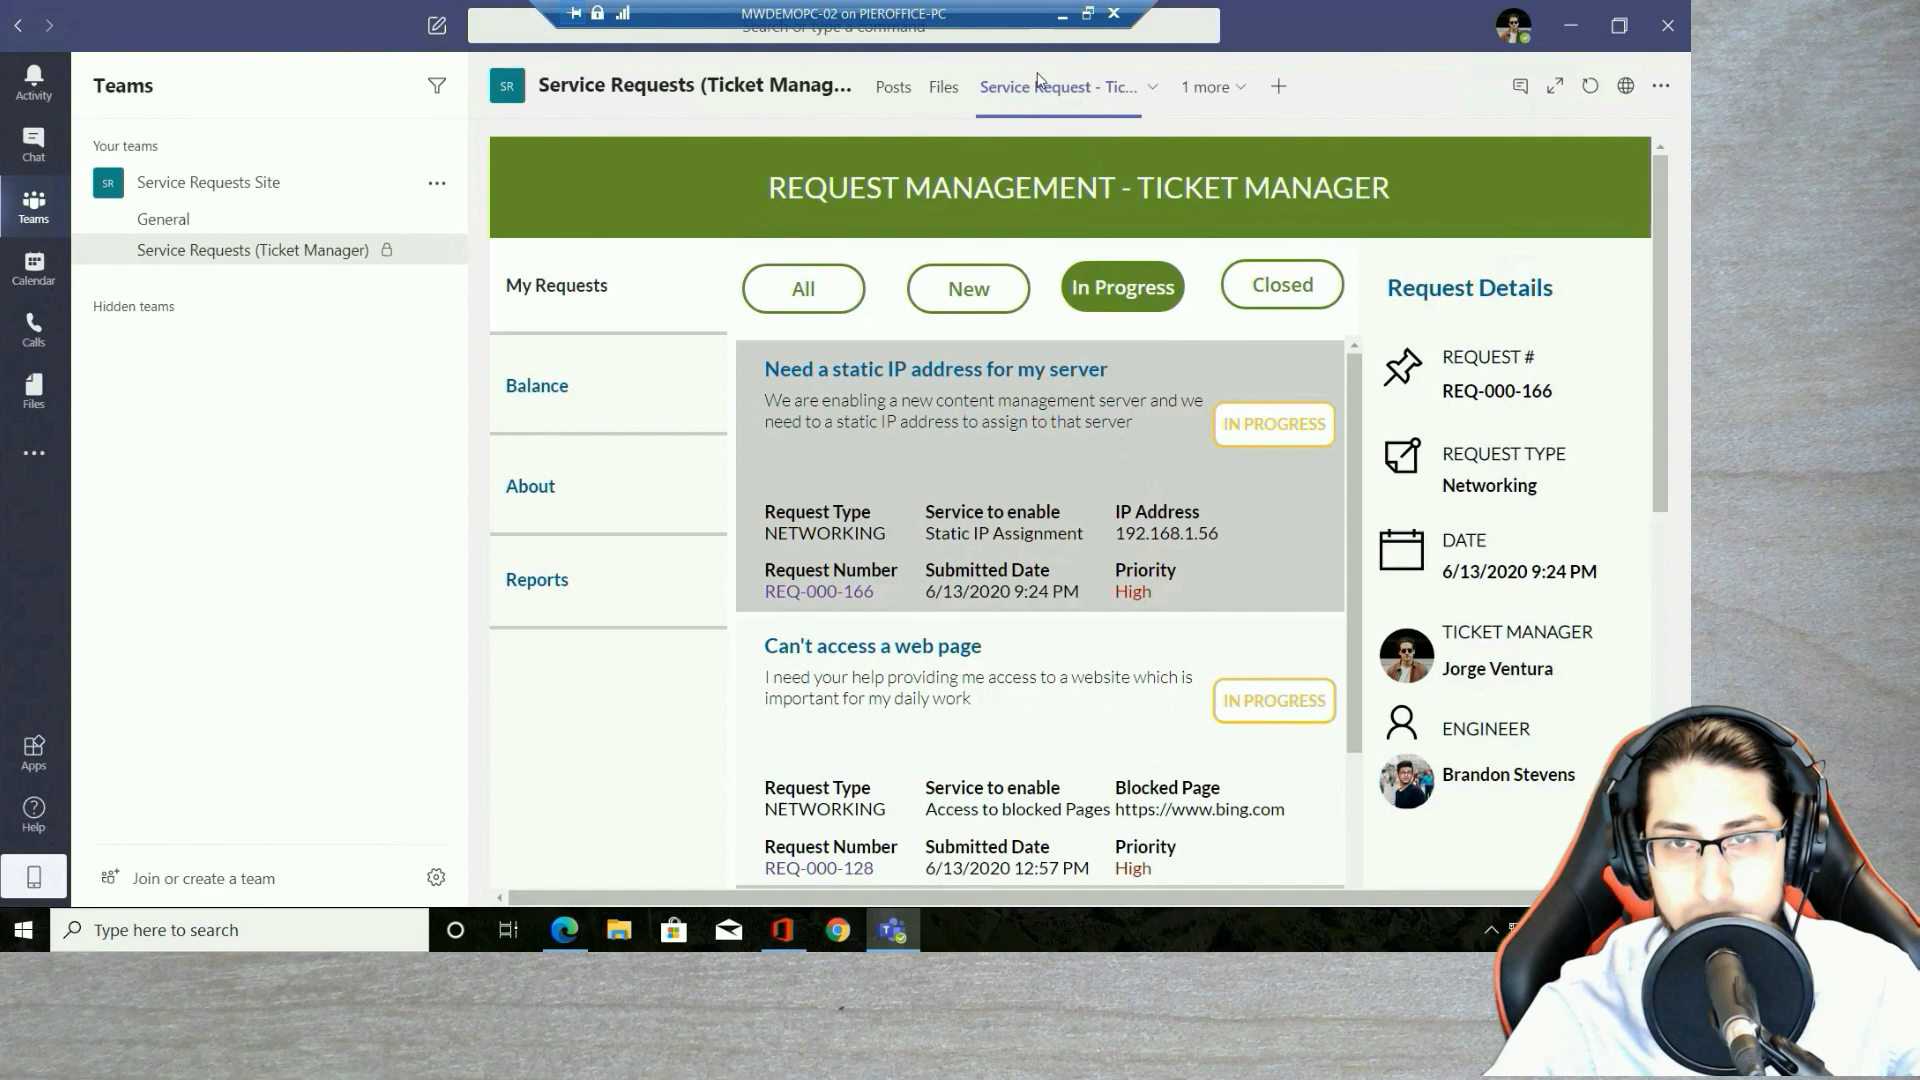 MWDEMOPC-02 on PIEROFFICE-PC
Search or type a command
Activity
Chat
Teams
Calendar
Calls
Files
Apps
Help
Teams
Your teams
SR Service Requests Site
General
Service Requests (Ticket Manager)
Hidden teams
Join or create a team
SR Service Requests (Ticket Manag... Posts Files Service Request - Tic... 1 more
REQUEST MANAGEMENT - TICKET MANAGER
My Requests
Balance
About
Reports
All New In Progress Closed
Need a static IP address for my server
We are enabling a new content management server and we
need to a static IP address to assign to that server
IN PROGRESS
Request Type Service to enable IP Address
NETWORKING Static IP Assignment 192.168.1.56
Request Number Submitted Date Priority
REQ-000-166 6/13/2020 9:24 PM High
Can't access a web page
I need your help providing me access to a website which is
important for my daily work
IN PROGRESS
Request Type Service to enable Blocked Page
NETWORKING Access to blocked Pages https://www.bing.com
Request Number Submitted Date Priority
REQ-000-128 6/13/2020 12:57 PM High
Request Details
REQUEST #
REQ-000-166
REQUEST TYPE
Networking
DATE
6/13/2020 9:24 PM
TICKET MANAGER
Jorge Ventura
ENGINEER
Brandon Stevens
Type here to search